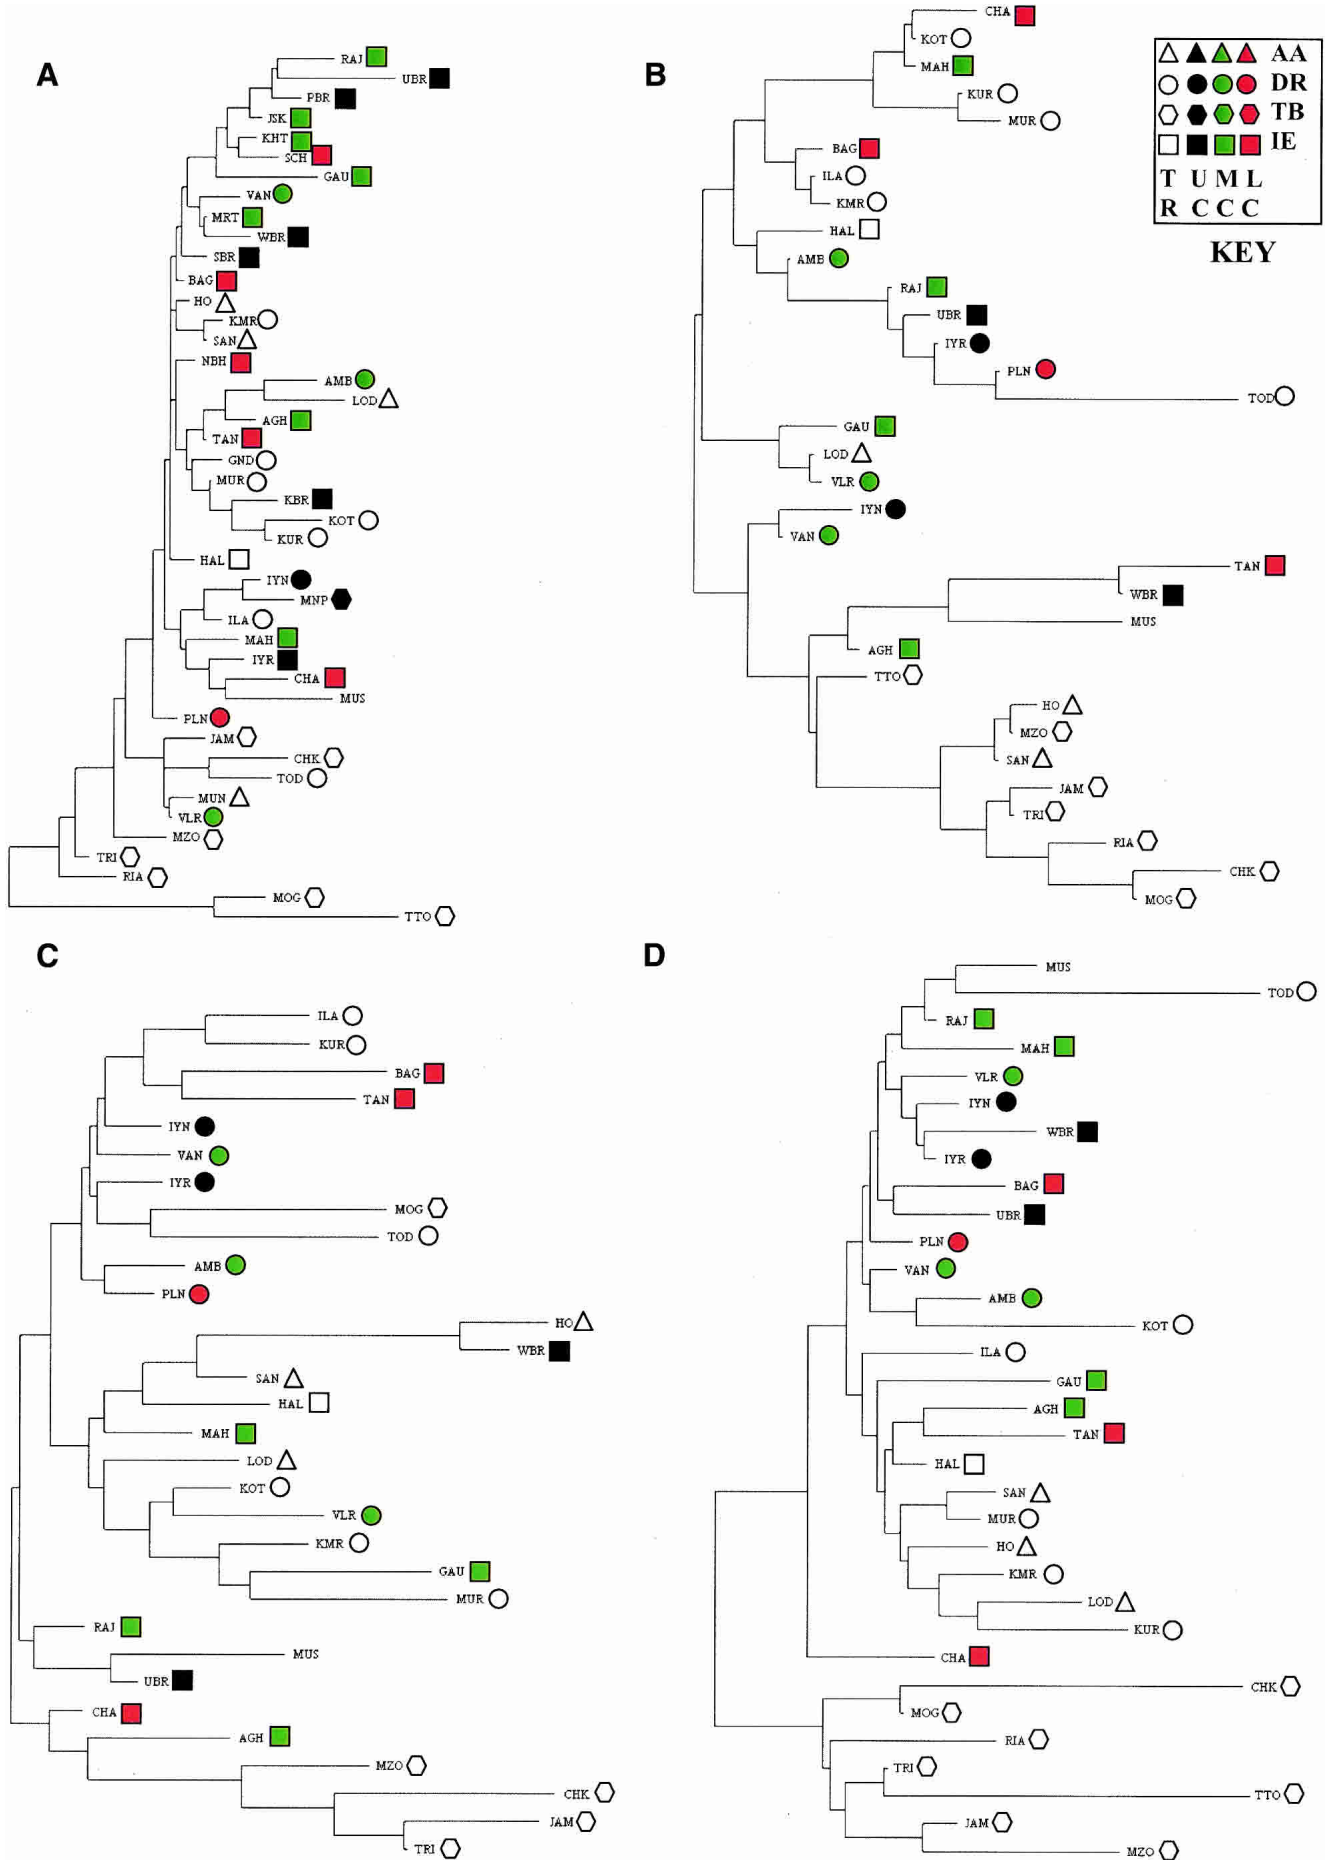 A
RAJ
UBR
PBR
JSK
KHT
SCH
GAU
VAN
MRT
WBR
SBR
BAG
HO
KMR
SAN
NBH
AMB
LOD
AGH
TAN
GND
MUR
KBR
KOT
KUR
HAL
IYN
MNP
ILA
MAH
IYR
CHA
MUS
PLN
JAM
CHK
TOD
MUN
VLR
MZO
TRI
RIA
MOG
TTO
B
CHA
KOT
MAH
KUR
MUR
BAG
ILA
KMR
HAL
AMB
RAJ
UBR
IYR
PLN
TOD
GAU
LOD
VLR
IYN
VAN
TAN
WBR
MUS
AGH
TTO
HO
MZO
SAN
JAM
TRI
RIA
CHK
MOG
AA
DR
TB
IE
T U M L
R C C C
KEY
C
ILA
KUR
BAG
TAN
IYN
VAN
IYR
MOG
TOD
AMB
PLN
HO
WBR
SAN
HAL
MAH
LOD
KOT
VLR
KMR
GAU
MUR
RAJ
MUS
UBR
CHA
AGH
MZO
CHK
JAM
TRI
D
MUS
TOD
RAJ
MAH
VLR
IYN
WBR
IYR
BAG
UBR
PLN
VAN
AMB
KOT
ILA
GAU
AGH
TAN
HAL
SAN
MUR
HO
KMR
LOD
KUR
CHA
CHK
MOG
RIA
TRI
TTO
JAM
MZO